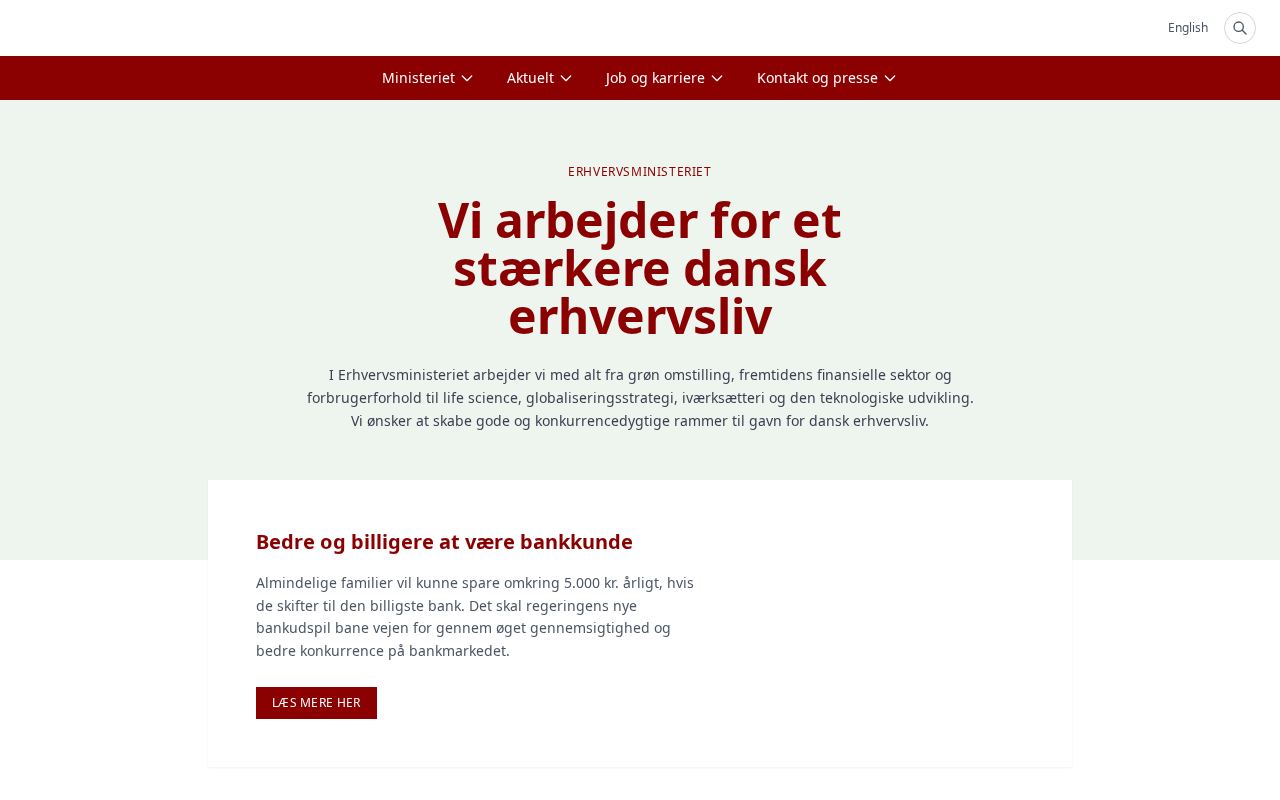 English
Ministeriet
Aktuelt
Job og karriere
Kontakt og presse
ERHVERVSMINISTERIET
Vi arbejder for et
stærkere dansk
erhvervsliv
I Erhvervsministeriet arbejder vi med alt fra grøn omstilling, fremtidens finansielle sektor og
forbrugerforhold til life science, globaliseringsstrategi, iværksætteri og den teknologiske udvikling.
Vi ønsker at skabe gode og konkurrencedygtige rammer til gavn for dansk erhvervsliv.
Bedre og billigere at være bankkunde
Almindelige familier vil kunne spare omkring 5.000 kr. årligt, hvis
de skifter til den billigste bank. Det skal regeringens nye
bankudspil bane vejen for gennem øget gennemsigtighed og
bedre konkurrence på bankmarkedet.
LÆS MERE HER